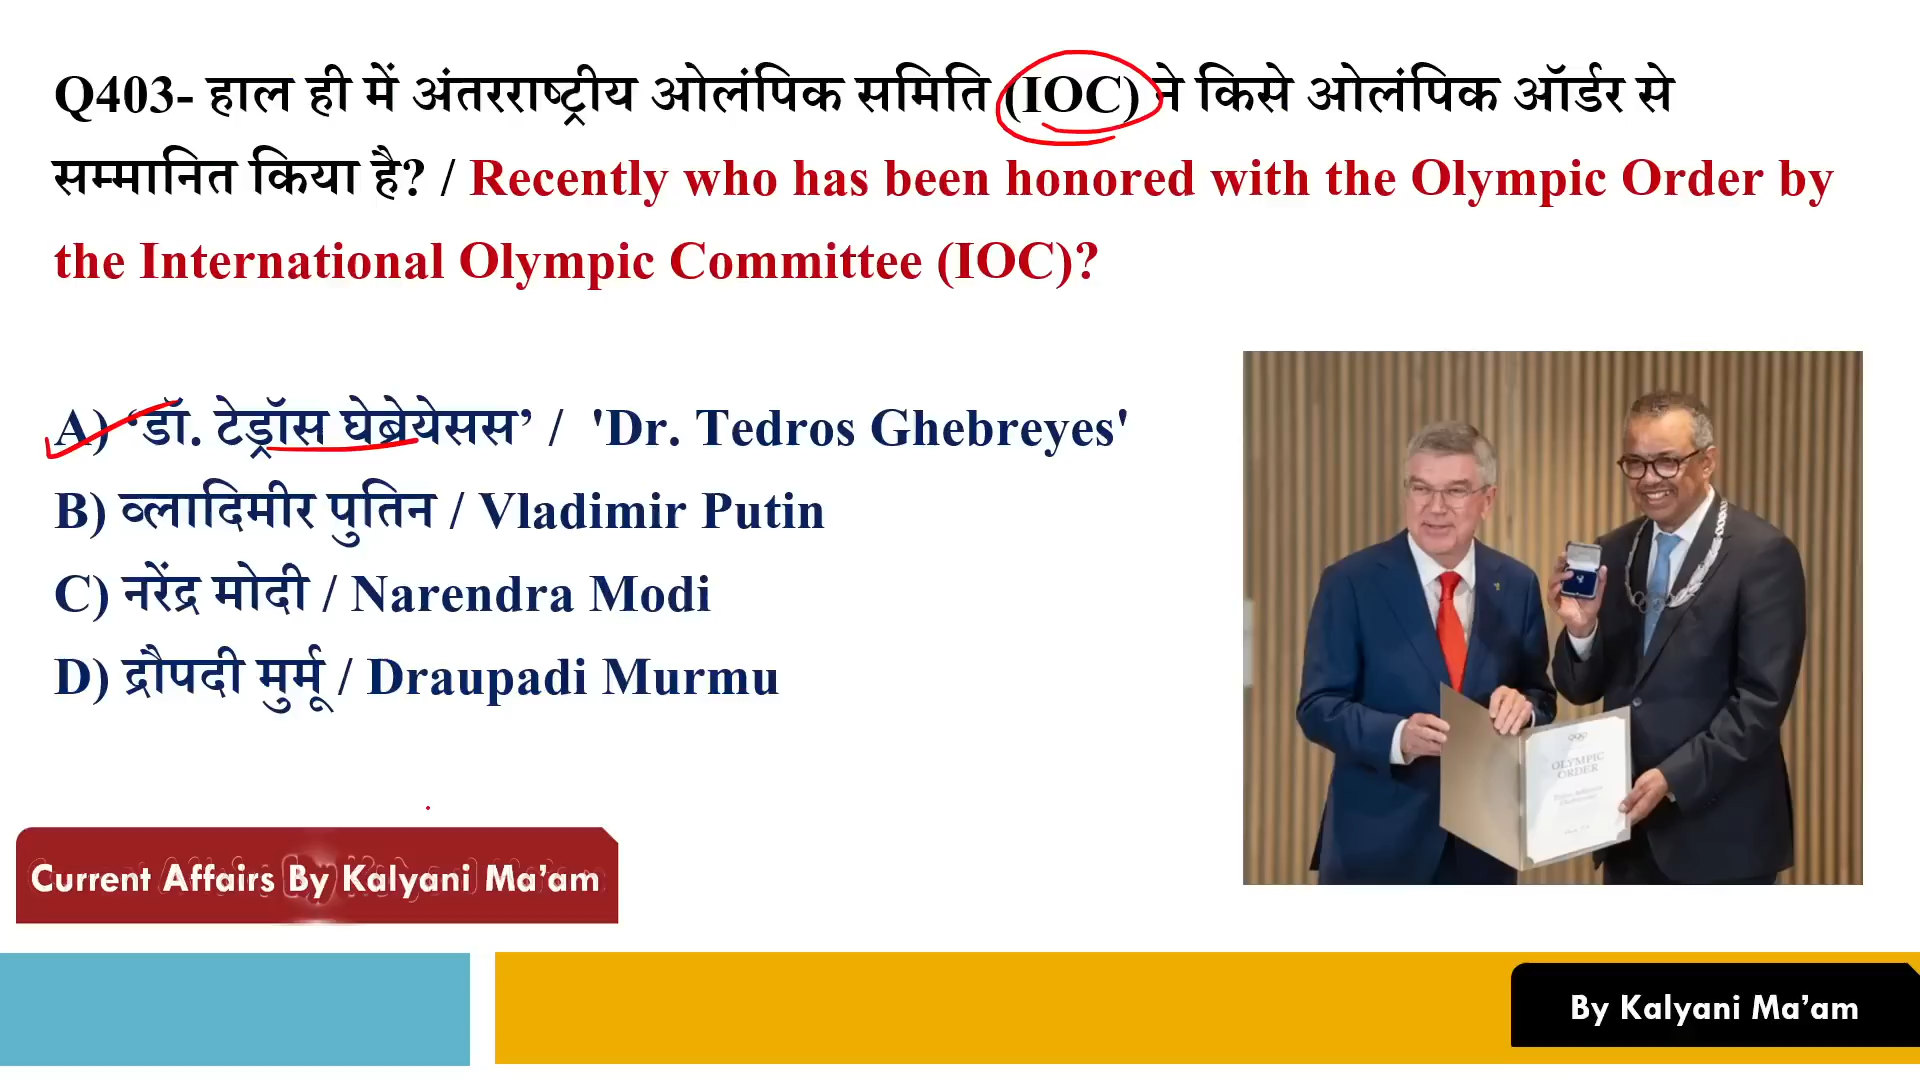 Q403- हाल ही में अंतरराष्ट्रीय ओलंपिक समिति (IOC) ने किसे ओलंपिक ऑर्डर से
सम्मानित किया है? / Recently who has been honored with the Olympic Order by
the International Olympic Committee (IOC)?
A) ‘डॉ. टेड्रॉस घेब्रेयेसस’ / 'Dr. Tedros Ghebreyes'
B) व्लादिमीर पुतिन / Vladimir Putin
C) नरेंद्र मोदी / Narendra Modi
D) द्रौपदी मुर्मू / Draupadi Murmu
OLYMPIC
ORDER
Current Affairs By Kalyani Ma’am
By Kalyani Ma’am